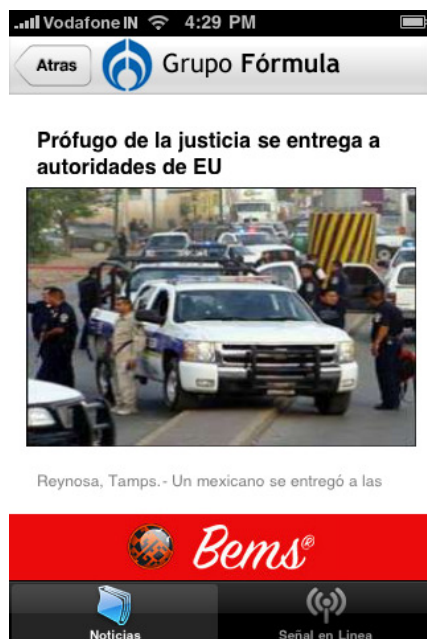 Vodafone IN 4:29 PM
Atras
Grupo Fórmula
Prófugo de la justicia se entrega a
autoridades de EU
Reynosa, Tamps.- Un mexicano se entregó a las
Bems®
Noticias
Señal en Linea